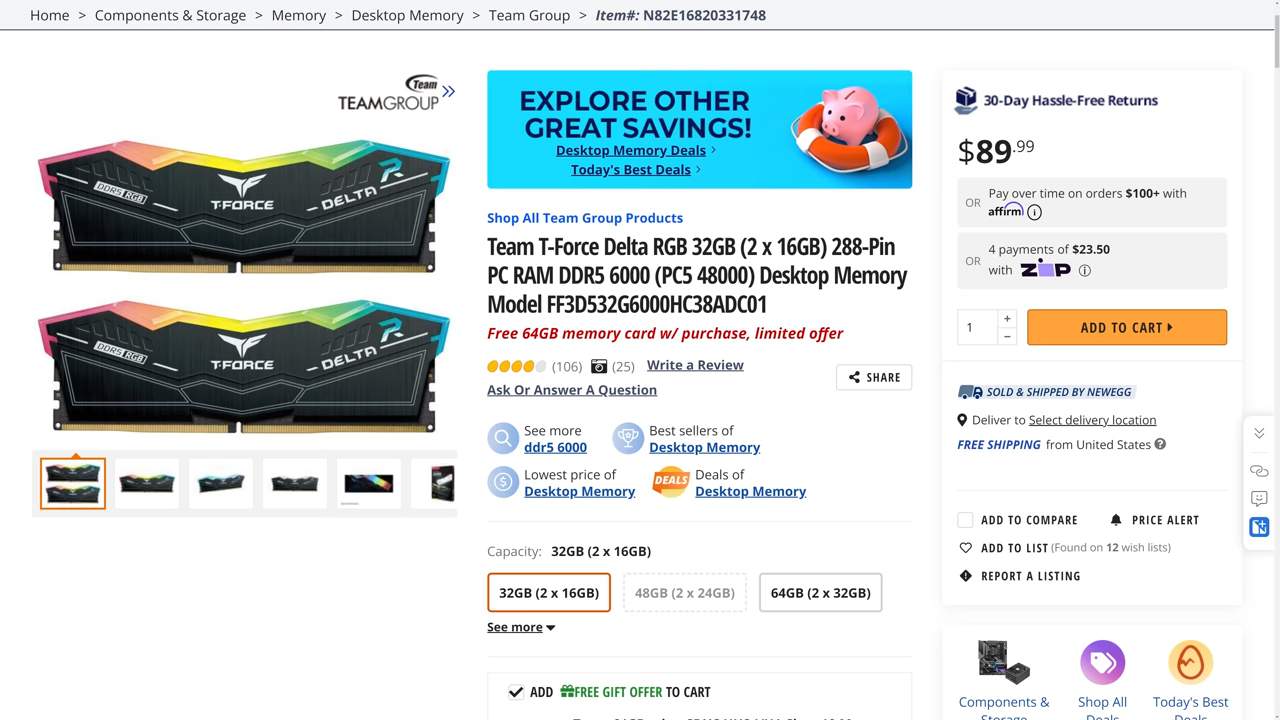 Home > Components & Storage > Memory > Desktop Memory > Team Group > Item#: N82E16820331748
Team
TEAMGROUP
DDR5 RGB
T-FORCE
DELTA R
DDR5 RGB
T-FORCE
DELTA R
EXPLORE OTHER
GREAT SAVINGS!
Desktop Memory Deals
Today's Best Deals
Shop All Team Group Products
Team T-Force Delta RGB 32GB (2 x 16GB) 288-Pin
PC RAM DDR5 6000 (PC5 48000) Desktop Memory
Model FF3D532G6000HC38ADC01
Free 64GB memory card w/ purchase, limited offer
(106) (25) Write a Review
Ask Or Answer A Question
SHARE
See more
ddr5 6000
Best sellers of
Desktop Memory
Lowest price of
Desktop Memory
DEALS
Deals of
Desktop Memory
Capacity: 32GB (2 x 16GB)
32GB (2 x 16GB) 48GB (2 x 24GB) 64GB (2 x 32GB)
See more
ADD FREE GIFT OFFER TO CART
30-Day Hassle-Free Returns
$89.99
OR Pay over time on orders $100+ with
affirm
OR 4 payments of $23.50
with ZIP
1 + −
ADD TO CART
SOLD & SHIPPED BY NEWEGG
Deliver to Select delivery location
FREE SHIPPING from United States
ADD TO COMPARE PRICE ALERT
ADD TO LIST (Found on 12 wish lists)
REPORT A LISTING
Components &
Storage
Shop All
Deals
Today's Best
Deals